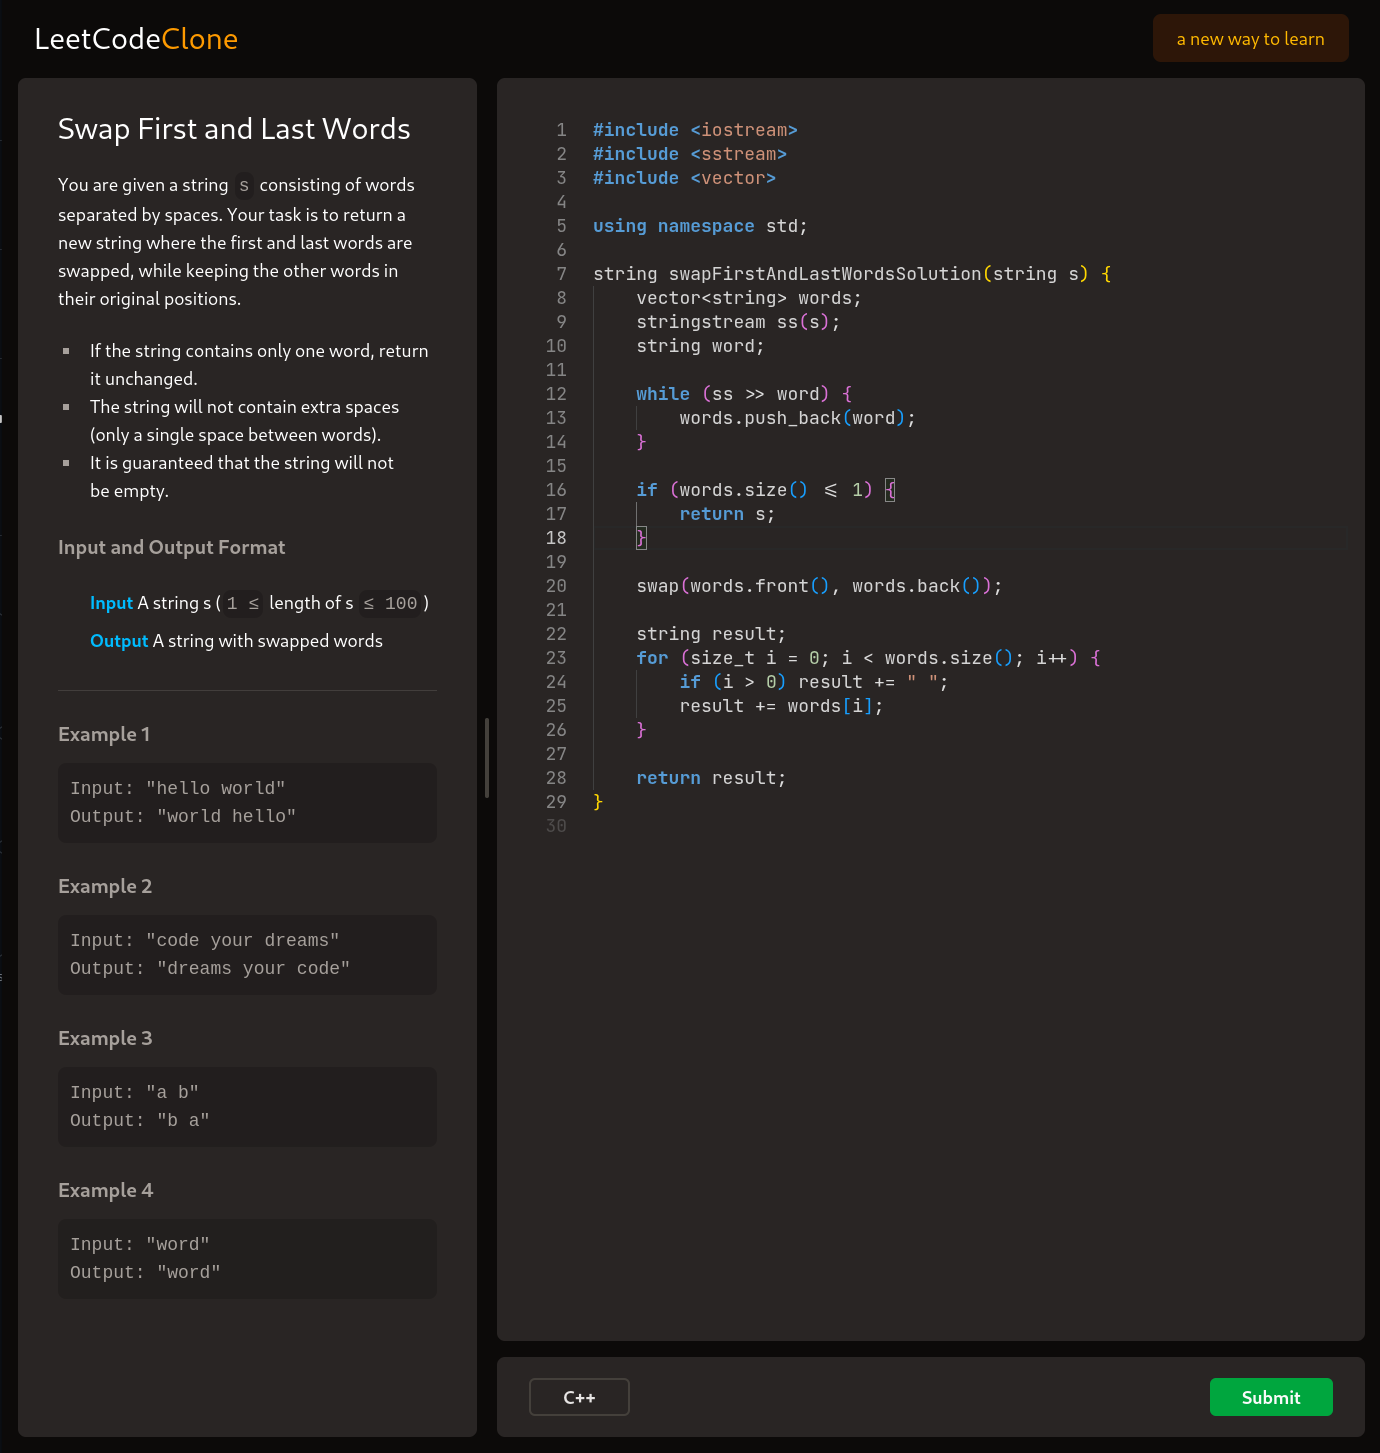 LeetCodeClone
a new way to learn
Swap First and Last Words
You are given a string s consisting of words
separated by spaces. Your task is to return a
new string where the first and last words are
swapped, while keeping the other words in
their original positions.
If the string contains only one word, return
it unchanged.
The string will not contain extra spaces
(only a single space between words).
It is guaranteed that the string will not
be empty.
Input and Output Format
Input A string s ( 1 ≤ length of s ≤ 100 )
Output A string with swapped words
Example 1
Input: "hello world"
Output: "world hello"
Example 2
Input: "code your dreams"
Output: "dreams your code"
Example 3
Input: "a b"
Output: "b a"
Example 4
Input: "word"
Output: "word"
1 #include <iostream>
2 #include <sstream>
3 #include <vector>
4
5 using namespace std;
6
7 string swapFirstAndLastWordsSolution(string s) {
8     vector<string> words;
9     stringstream ss(s);
10     string word;
11
12     while (ss >> word) {
13         words.push_back(word);
14     }
15
16     if (words.size() <= 1) {
17         return s;
18     }
19
20     swap(words.front(), words.back());
21
22     string result;
23     for (size_t i = 0; i < words.size(); i++) {
24         if (i > 0) result += " ";
25         result += words[i];
26     }
27
28     return result;
29 }
30
C++
Submit